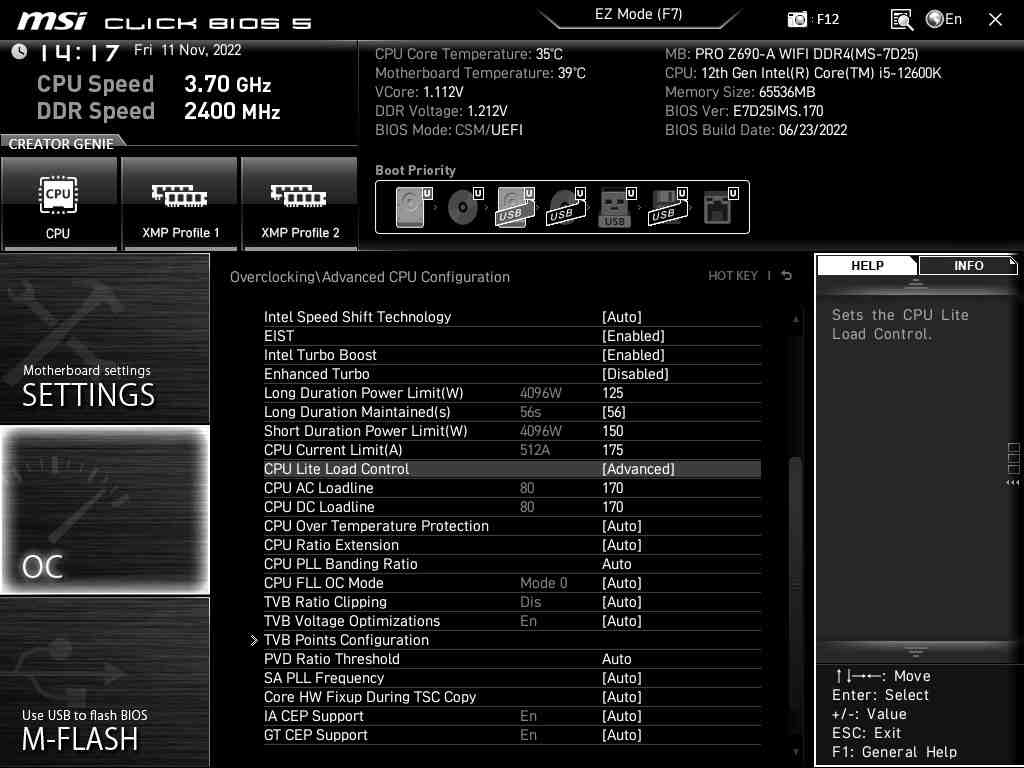 msi CLICK BIOS 5
EZ Mode (F7)
: F12
En
14:17 Fri 11 Nov, 2022
CPU Speed 3.70 GHz
DDR Speed 2400 MHz
CREATOR GENIE
CPU
CPU
XMP Profile 1
XMP Profile 2
CPU Core Temperature: 35°C
Motherboard Temperature: 39°C
VCore: 1.112V
DDR Voltage: 1.212V
BIOS Mode: CSM/UEFI
MB: PRO Z690-A WIFI DDR4(MS-7D25)
CPU: 12th Gen Intel(R) Core(TM) i5-12600K
Memory Size: 65536MB
BIOS Ver: E7D25IMS.170
BIOS Build Date: 06/23/2022
Boot Priority
U U U U U U U
USB USB USB USB
Motherboard settings
SETTINGS
OC
Use USB to flash BIOS
M-FLASH
Overclocking\Advanced CPU Configuration
HOT KEY |
Intel Speed Shift Technology [Auto]
EIST [Enabled]
Intel Turbo Boost [Enabled]
Enhanced Turbo [Disabled]
Long Duration Power Limit(W) 4096W 125
Long Duration Maintained(s) 56s [56]
Short Duration Power Limit(W) 4096W 150
CPU Current Limit(A) 512A 175
CPU Lite Load Control [Advanced]
CPU AC Loadline 80 170
CPU DC Loadline 80 170
CPU Over Temperature Protection [Auto]
CPU Ratio Extension [Auto]
CPU PLL Banding Ratio Auto
CPU FLL OC Mode Mode 0 [Auto]
TVB Ratio Clipping Dis [Auto]
TVB Voltage Optimizations En [Auto]
TVB Points Configuration
PVD Ratio Threshold Auto
SA PLL Frequency [Auto]
Core HW Fixup During TSC Copy [Auto]
IA CEP Support En [Auto]
GT CEP Support En [Auto]
HELP
INFO
Sets the CPU Lite
Load Control.
↑↓→←: Move
Enter: Select
+/-: Value
ESC: Exit
F1: General Help